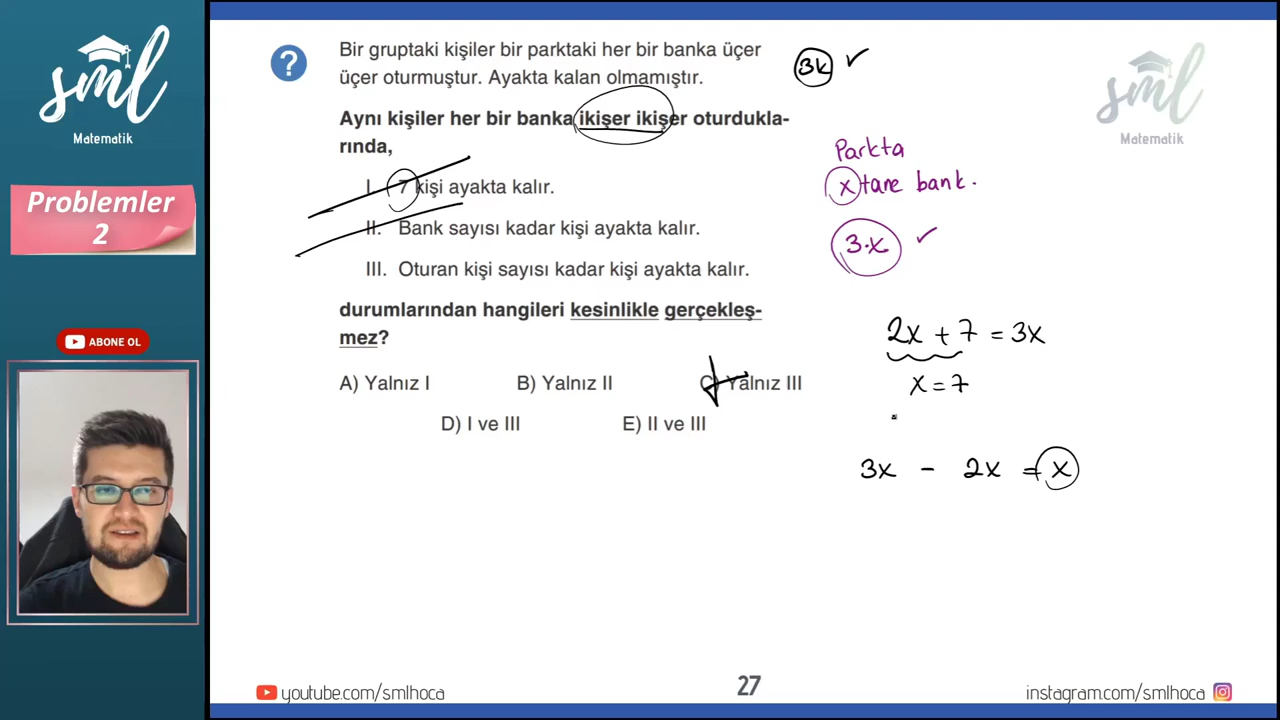 sml
Matematik
Problemler
2
ABONE OL
?
Bir gruptaki kişiler bir parktaki her bir banka üçer
üçer oturmuştur. Ayakta kalan olmamıştır.
Aynı kişiler her bir banka ikişer ikişer oturdukla-
rında,
I. 7 kişi ayakta kalır.
II. Bank sayısı kadar kişi ayakta kalır.
III. Oturan kişi sayısı kadar kişi ayakta kalır.
durumlarından hangileri kesinlikle gerçekleş-
mez?
A) Yalnız I
B) Yalnız II
C) Yalnız III
D) I ve III
E) II ve III
3k ✓
Parkta
x tane bank.
3·x ✓
2x + 7 = 3x
x = 7
3x - 2x = x
sml
Matematik
youtube.com/smlhoca
27
instagram.com/smlhoca